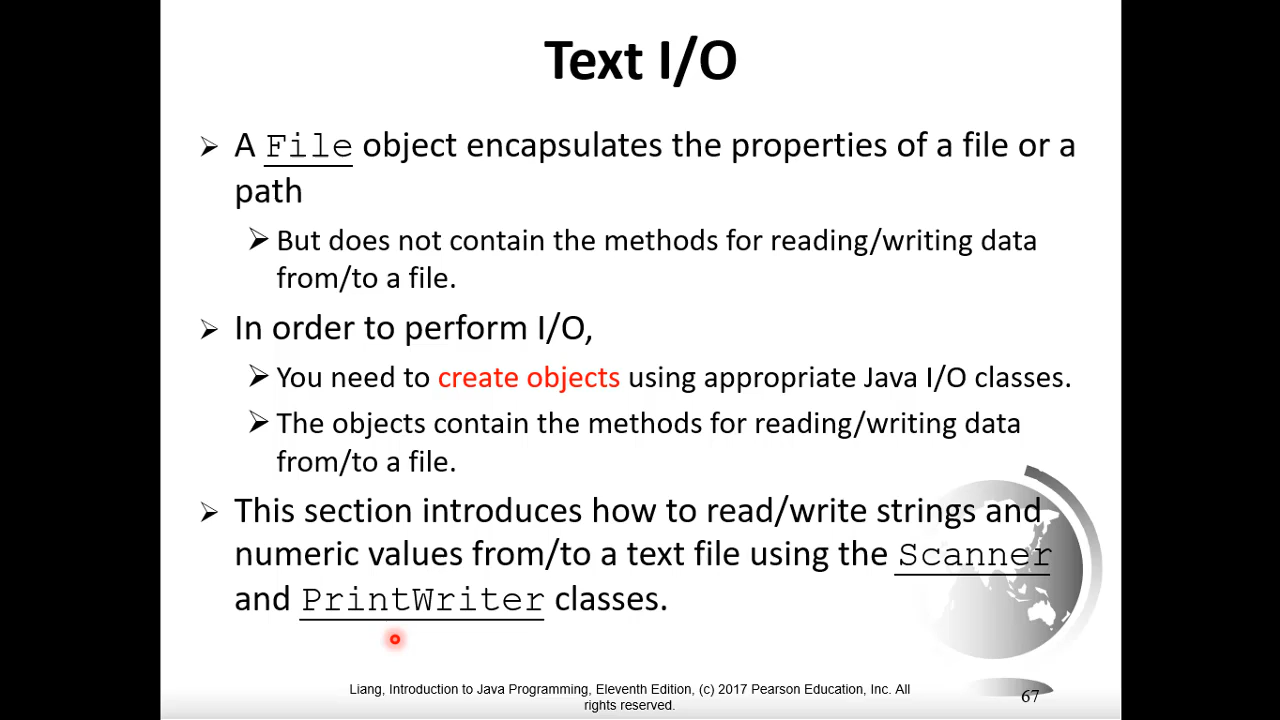 Text I/O
➢ A File object encapsulates the properties of a file or a
path
➢ But does not contain the methods for reading/writing data
from/to a file.
➢ In order to perform I/O,
➢ You need to create objects using appropriate Java I/O classes.
➢ The objects contain the methods for reading/writing data
from/to a file.
➢ This section introduces how to read/write strings and
numeric values from/to a text file using the Scanner
and PrintWriter classes.
Liang, Introduction to Java Programming, Eleventh Edition, (c) 2017 Pearson Education, Inc. All
rights reserved.
67